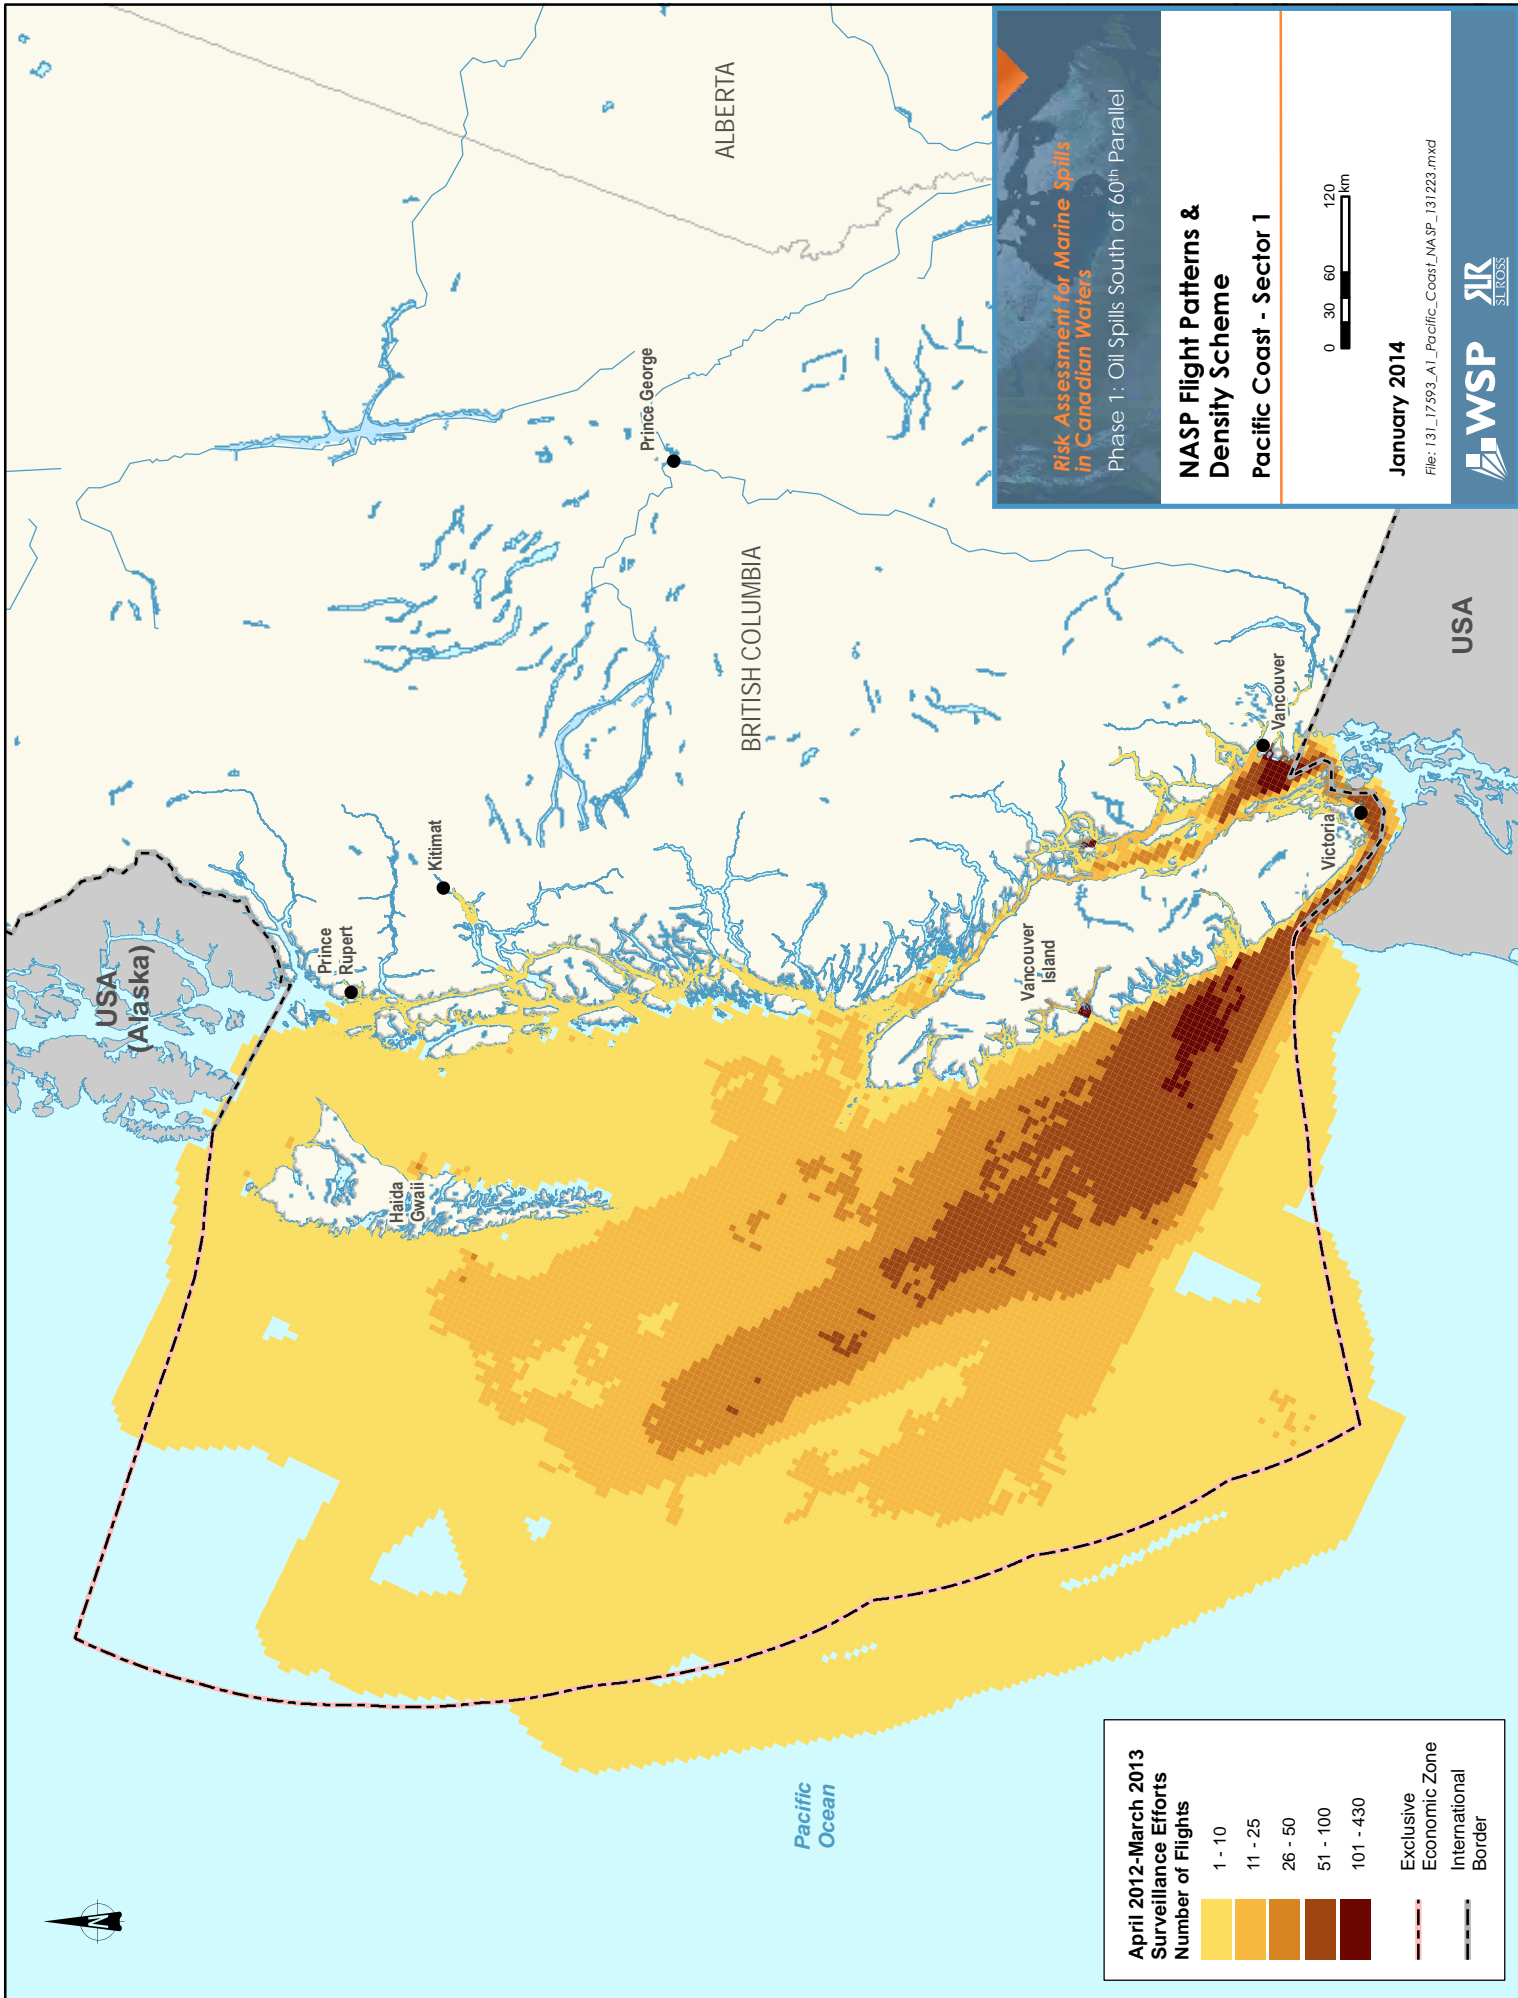 USA
(Alaska)
ALBERTA
BRITISH COLUMBIA
Prince George
Kitimat
Prince
Rupert
Haida
Gwaii
Vancouver
Island
Vancouver
Victoria
USA
Pacific
Ocean
N
April 2012-March 2013
Surveillance Efforts
Number of Flights
1 - 10
11 - 25
26 - 50
51 - 100
101 - 430
Exclusive
Economic Zone
International
Border
Risk Assessment for Marine Spills
in Canadian Waters
Phase 1: Oil Spills South of 60th Parallel
NASP Flight Patterns &
Density Scheme
Pacific Coast - Sector 1
0 30 60 120
km
January 2014
File: 131_17593_A1_Pacific_Coast_NASP_131223.mxd
WSP
SLR
SL ROSS